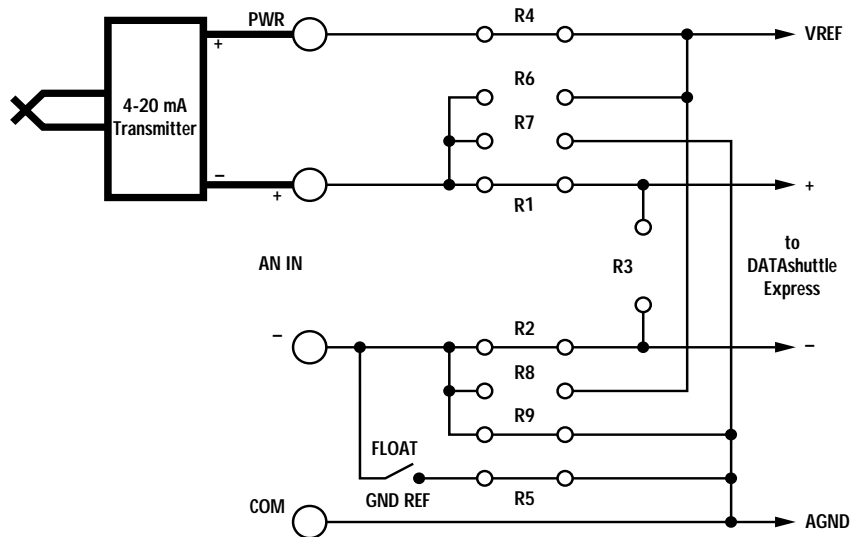 PWR
R4
VREF
+
R6
4-20 mA
Transmitter
R7
−
+
R1
+
AN IN
R3
to
DATAshuttle
Express
−
R2
−
R8
R9
FLOAT
GND REF
R5
COM
AGND